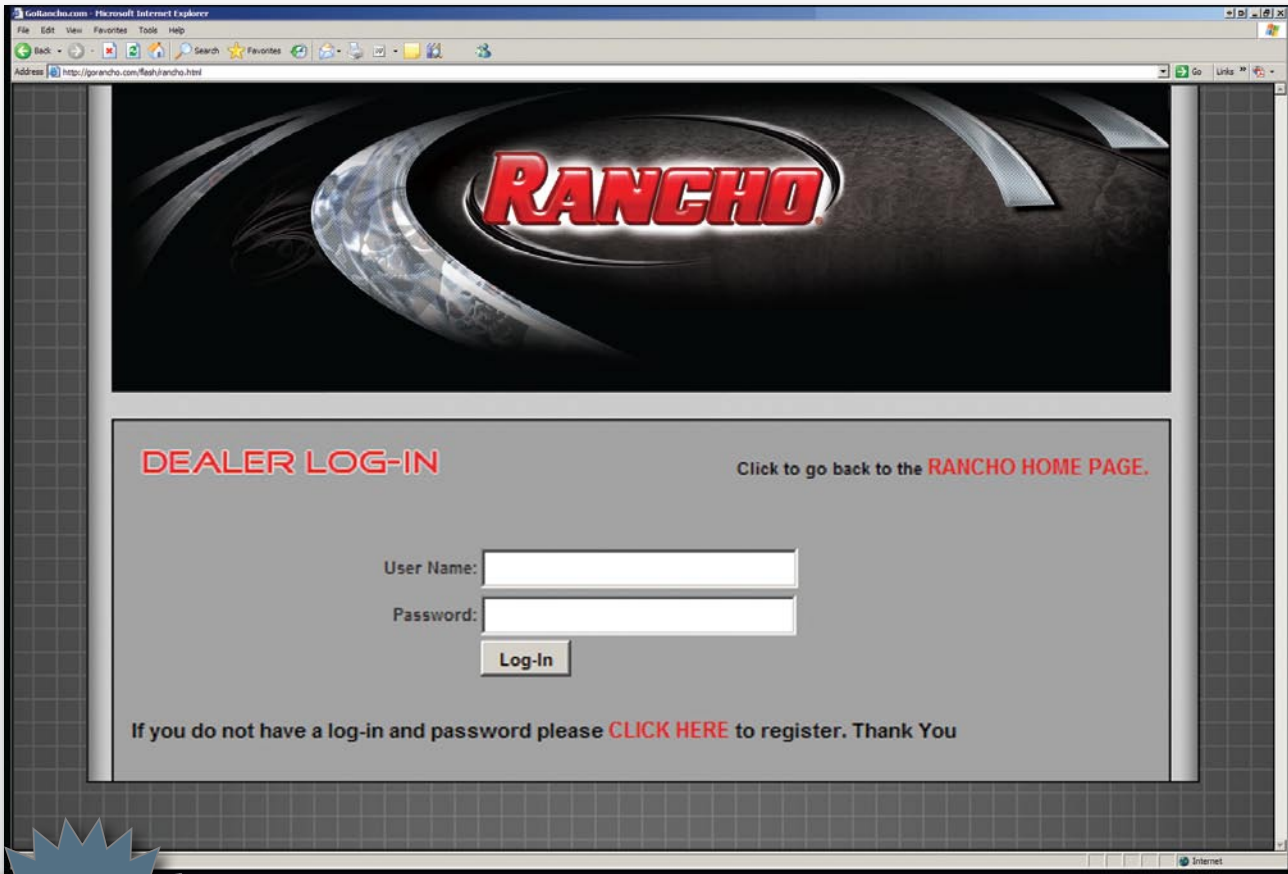 GoRancho.com - Microsoft Internet Explorer
File Edit View Favorites Tools Help
Back Search Favorites
Address http://gorancho.com/flash/rancho.html Go Links »
RANCHO
DEALER LOG-IN
Click to go back to the RANCHO HOME PAGE.
User Name:
Password:
Log-In
If you do not have a log-in and password please CLICK HERE to register. Thank You
Internet